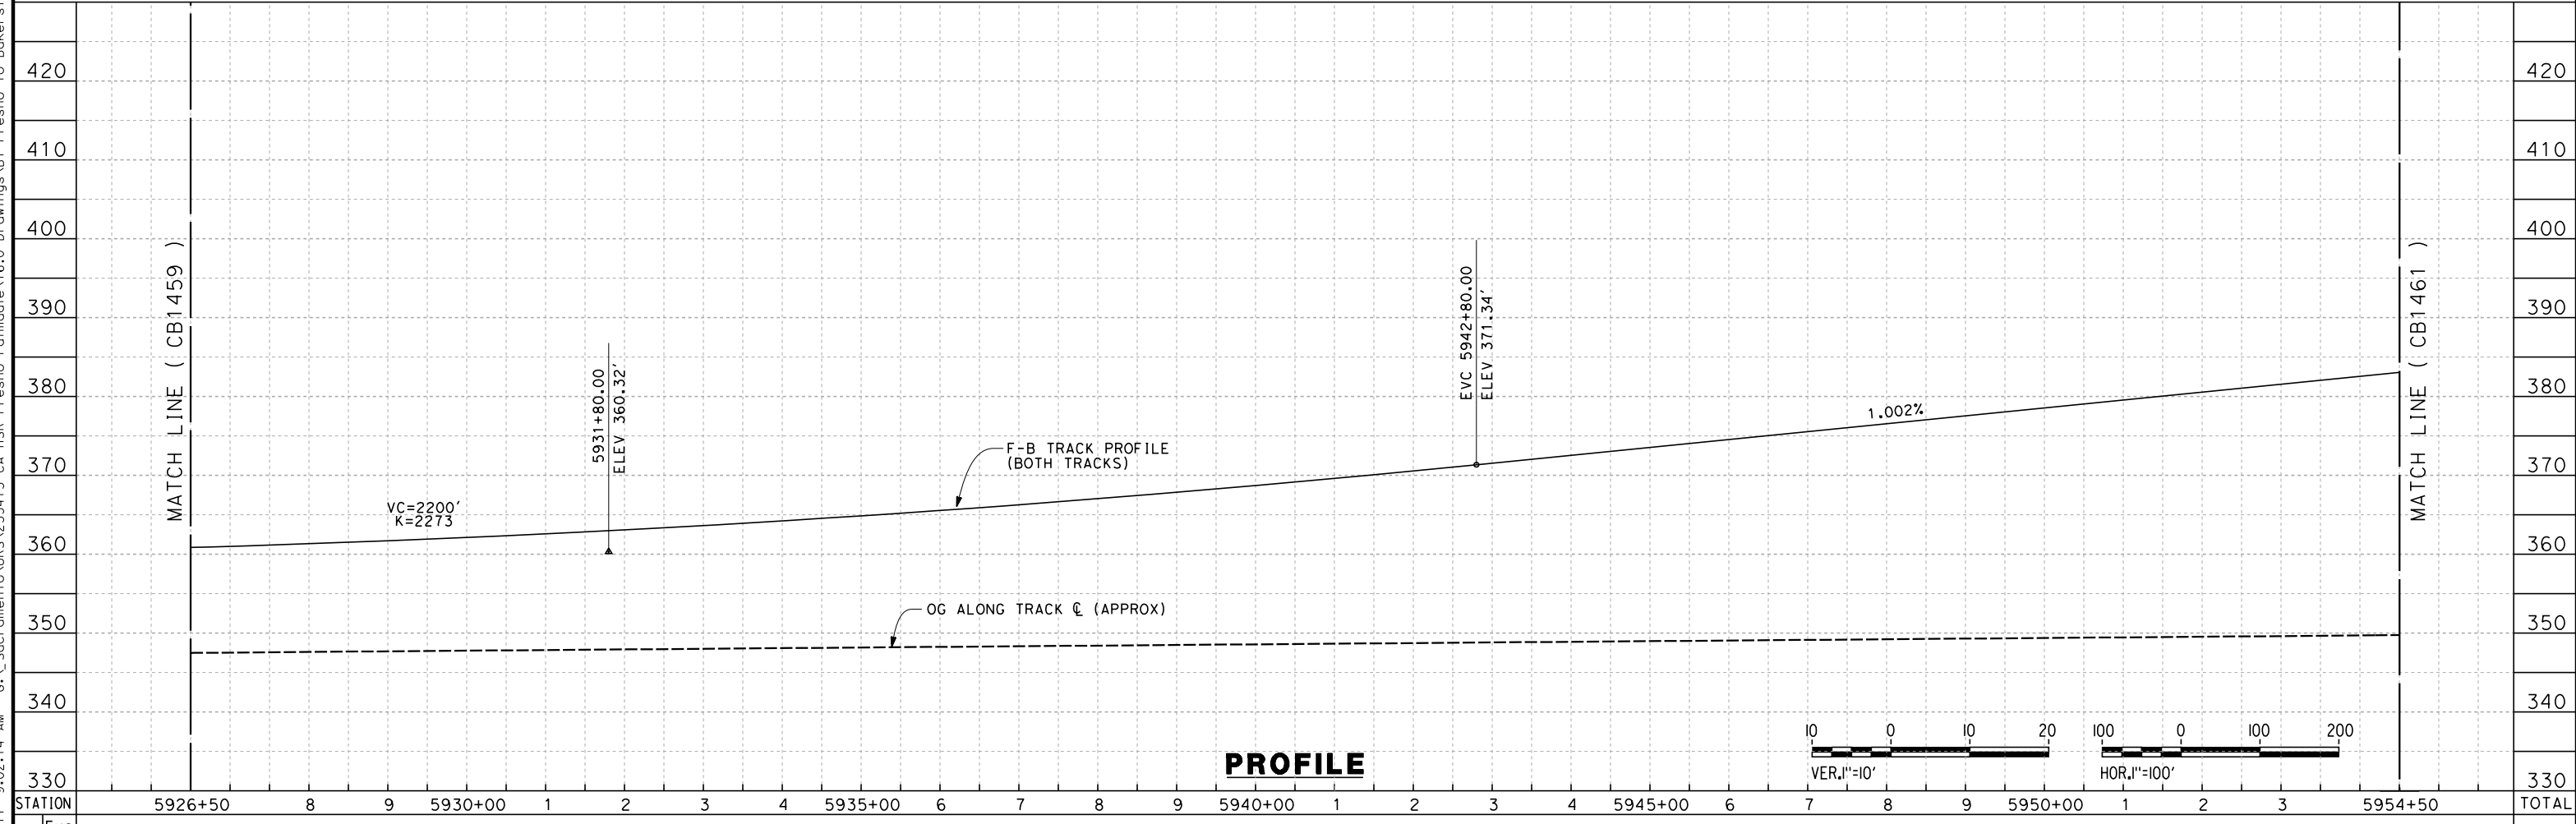 420 420
410 410
400 400
390 390
380 380
370 370
360 360
350 350
340 340
330 330
MATCH LINE ( CB1459 )
VC=2200'
K=2273
5931+80.00
ELEV 360.32'
F-B TRACK PROFILE
(BOTH TRACKS)
OG ALONG TRACK ℄ (APPROX)
EVC 5942+80.00
ELEV 371.34'
1.002%
MATCH LINE ( CB1461 )
10 0 10 20
VER.1"=10'
100 0 100 200
HOR.1"=100'
PROFILE
STATION 5926+50 8 9 5930+00 1 2 3 4 5935+00 6 7 8 9 5940+00 1 2 3 4 5945+00 6 7 8 9 5950+00 1 2 3 5954+50 TOTAL